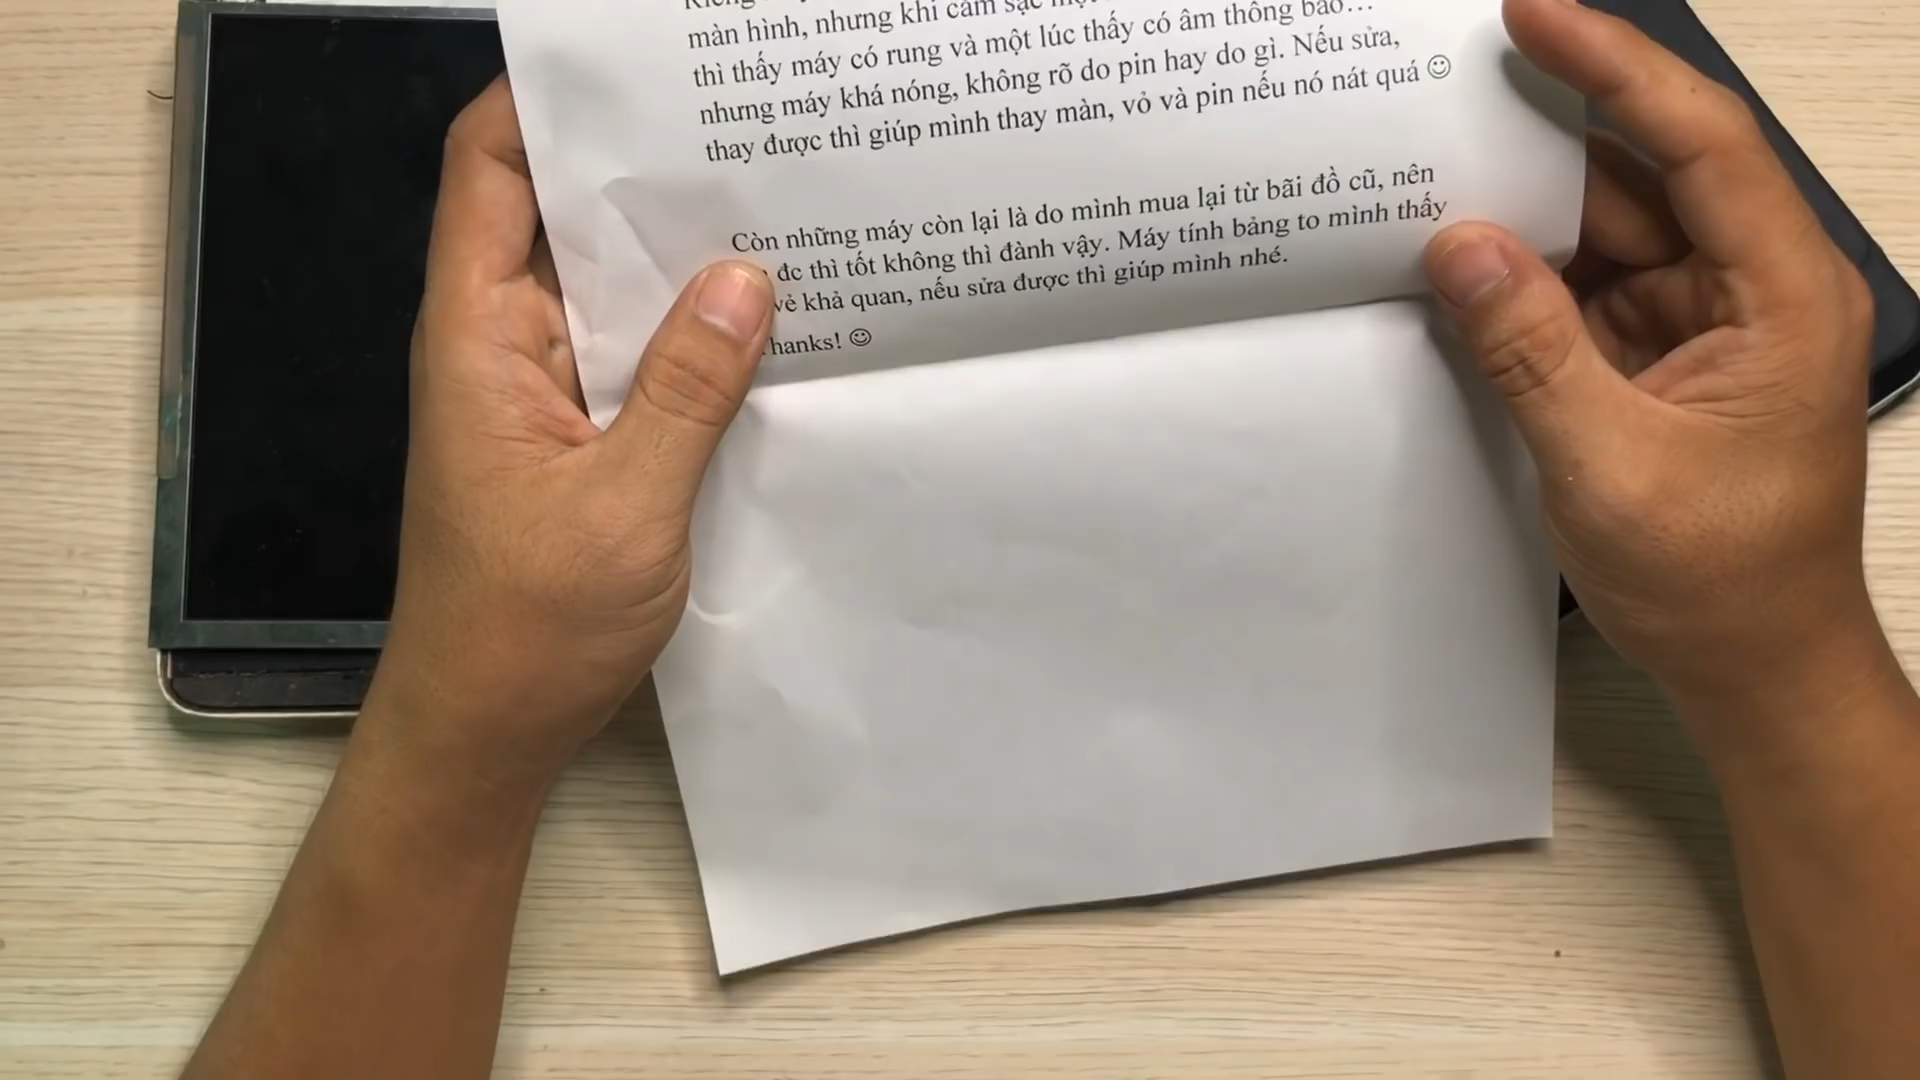 màn hình, nhưng khi cắm sạc
thì thấy máy có rung và một lúc thấy có âm thông báo…
nhưng máy khá nóng, không rõ do pin hay do gì. Nếu sửa,
thay được thì giúp mình thay màn, vỏ và pin nếu nó nát quá ☺
Còn những máy còn lại là do mình mua lại từ bãi đồ cũ, nên
đc thì tốt không thì đành vậy. Máy tính bảng to mình thấy
vẻ khả quan, nếu sửa được thì giúp mình nhé.
hanks! ☺